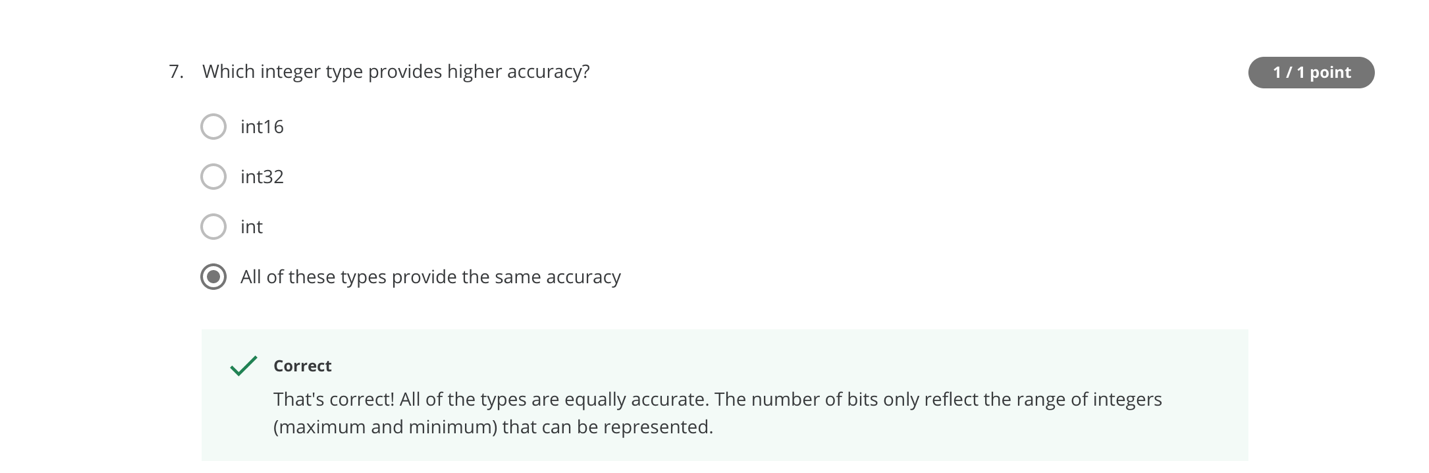 7. Which integer type provides higher accuracy?
1 / 1 point
int16
int32
int
All of these types provide the same accuracy
Correct
That's correct! All of the types are equally accurate. The number of bits only reflect the range of integers
(maximum and minimum) that can be represented.